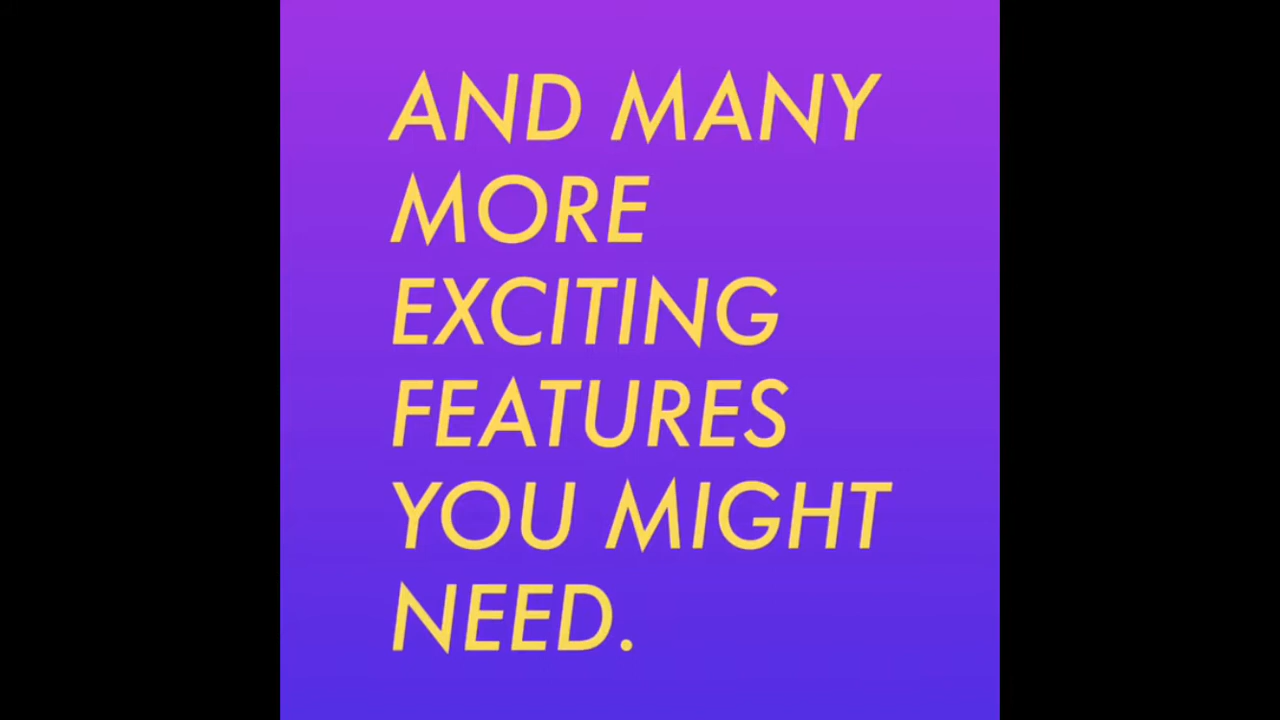 AND MANY
MORE
EXCITING
FEATURES
YOU MIGHT
NEED.